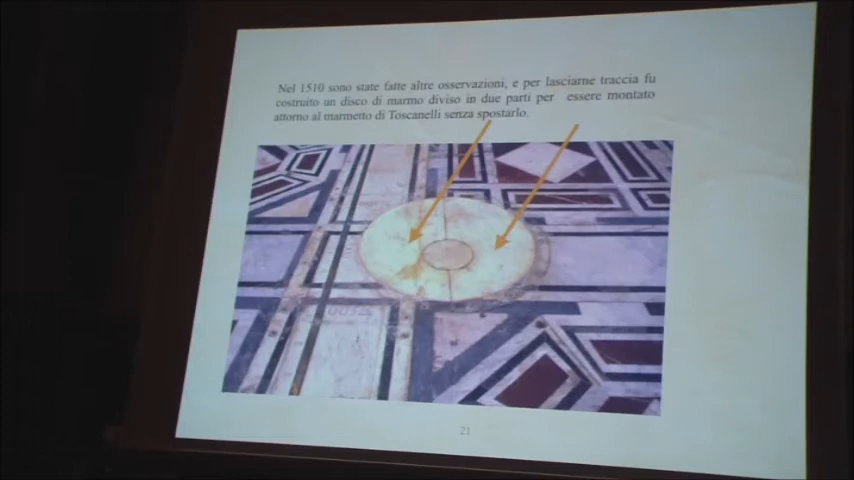 Nel 1510 sono state fatte altre osservazioni, e per lasciarne traccia fu
costruito un disco di marmo diviso in due parti per essere montato
attorno al marmetto di Toscanelli senza spostarlo.
21